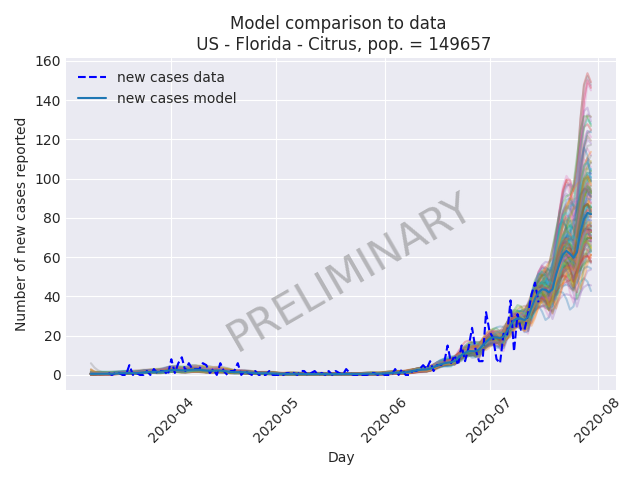 Model comparison to data
US - Florida - Citrus, pop. = 149657
new cases data
new cases model
Number of new cases reported
160
140
120
100
80
60
40
20
0
PRELIMINARY
2020-04
2020-05
2020-06
2020-07
2020-08
Day